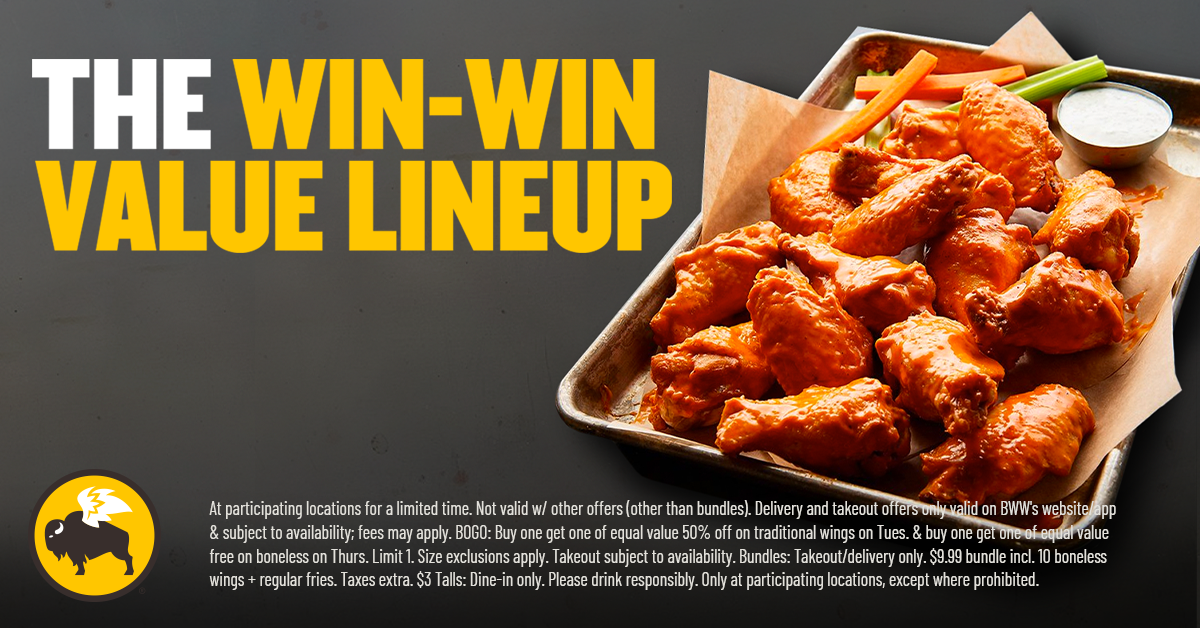 THE WIN-WIN
VALUE LINEUP
At participating locations for a limited time. Not valid w/ other offers (other than bundles). Delivery and takeout offers only valid on BWW's website/app
& subject to availability; fees may apply. BOGO: Buy one get one of equal value 50% off on traditional wings on Tues. & buy one get one of equal value
free on boneless on Thurs. Limit 1. Size exclusions apply. Takeout subject to availability. Bundles: Takeout/delivery only. $9.99 bundle incl. 10 boneless
wings + regular fries. Taxes extra. $3 Talls: Dine-in only. Please drink responsibly. Only at participating locations, except where prohibited.